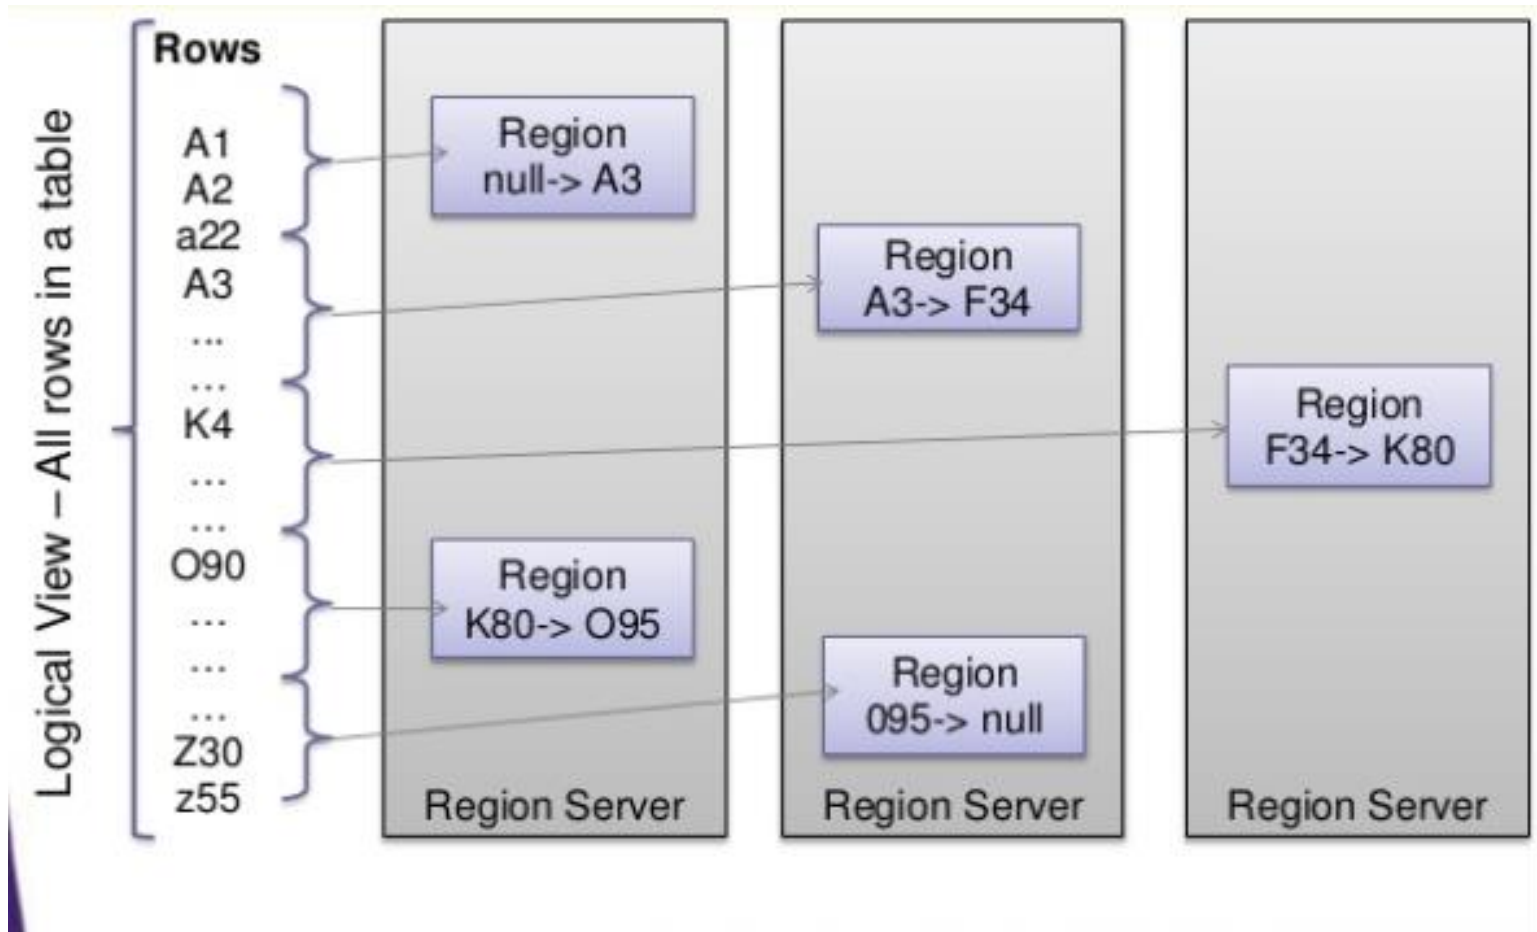 Logical View – All rows in a table
Rows
A1
A2
a22
A3
...
...
K4
...
...
O90
...
...
...
Z30
z55
Region
null-> A3
Region
K80-> O95
Region Server
Region
A3-> F34
Region
095-> null
Region Server
Region
F34-> K80
Region Server